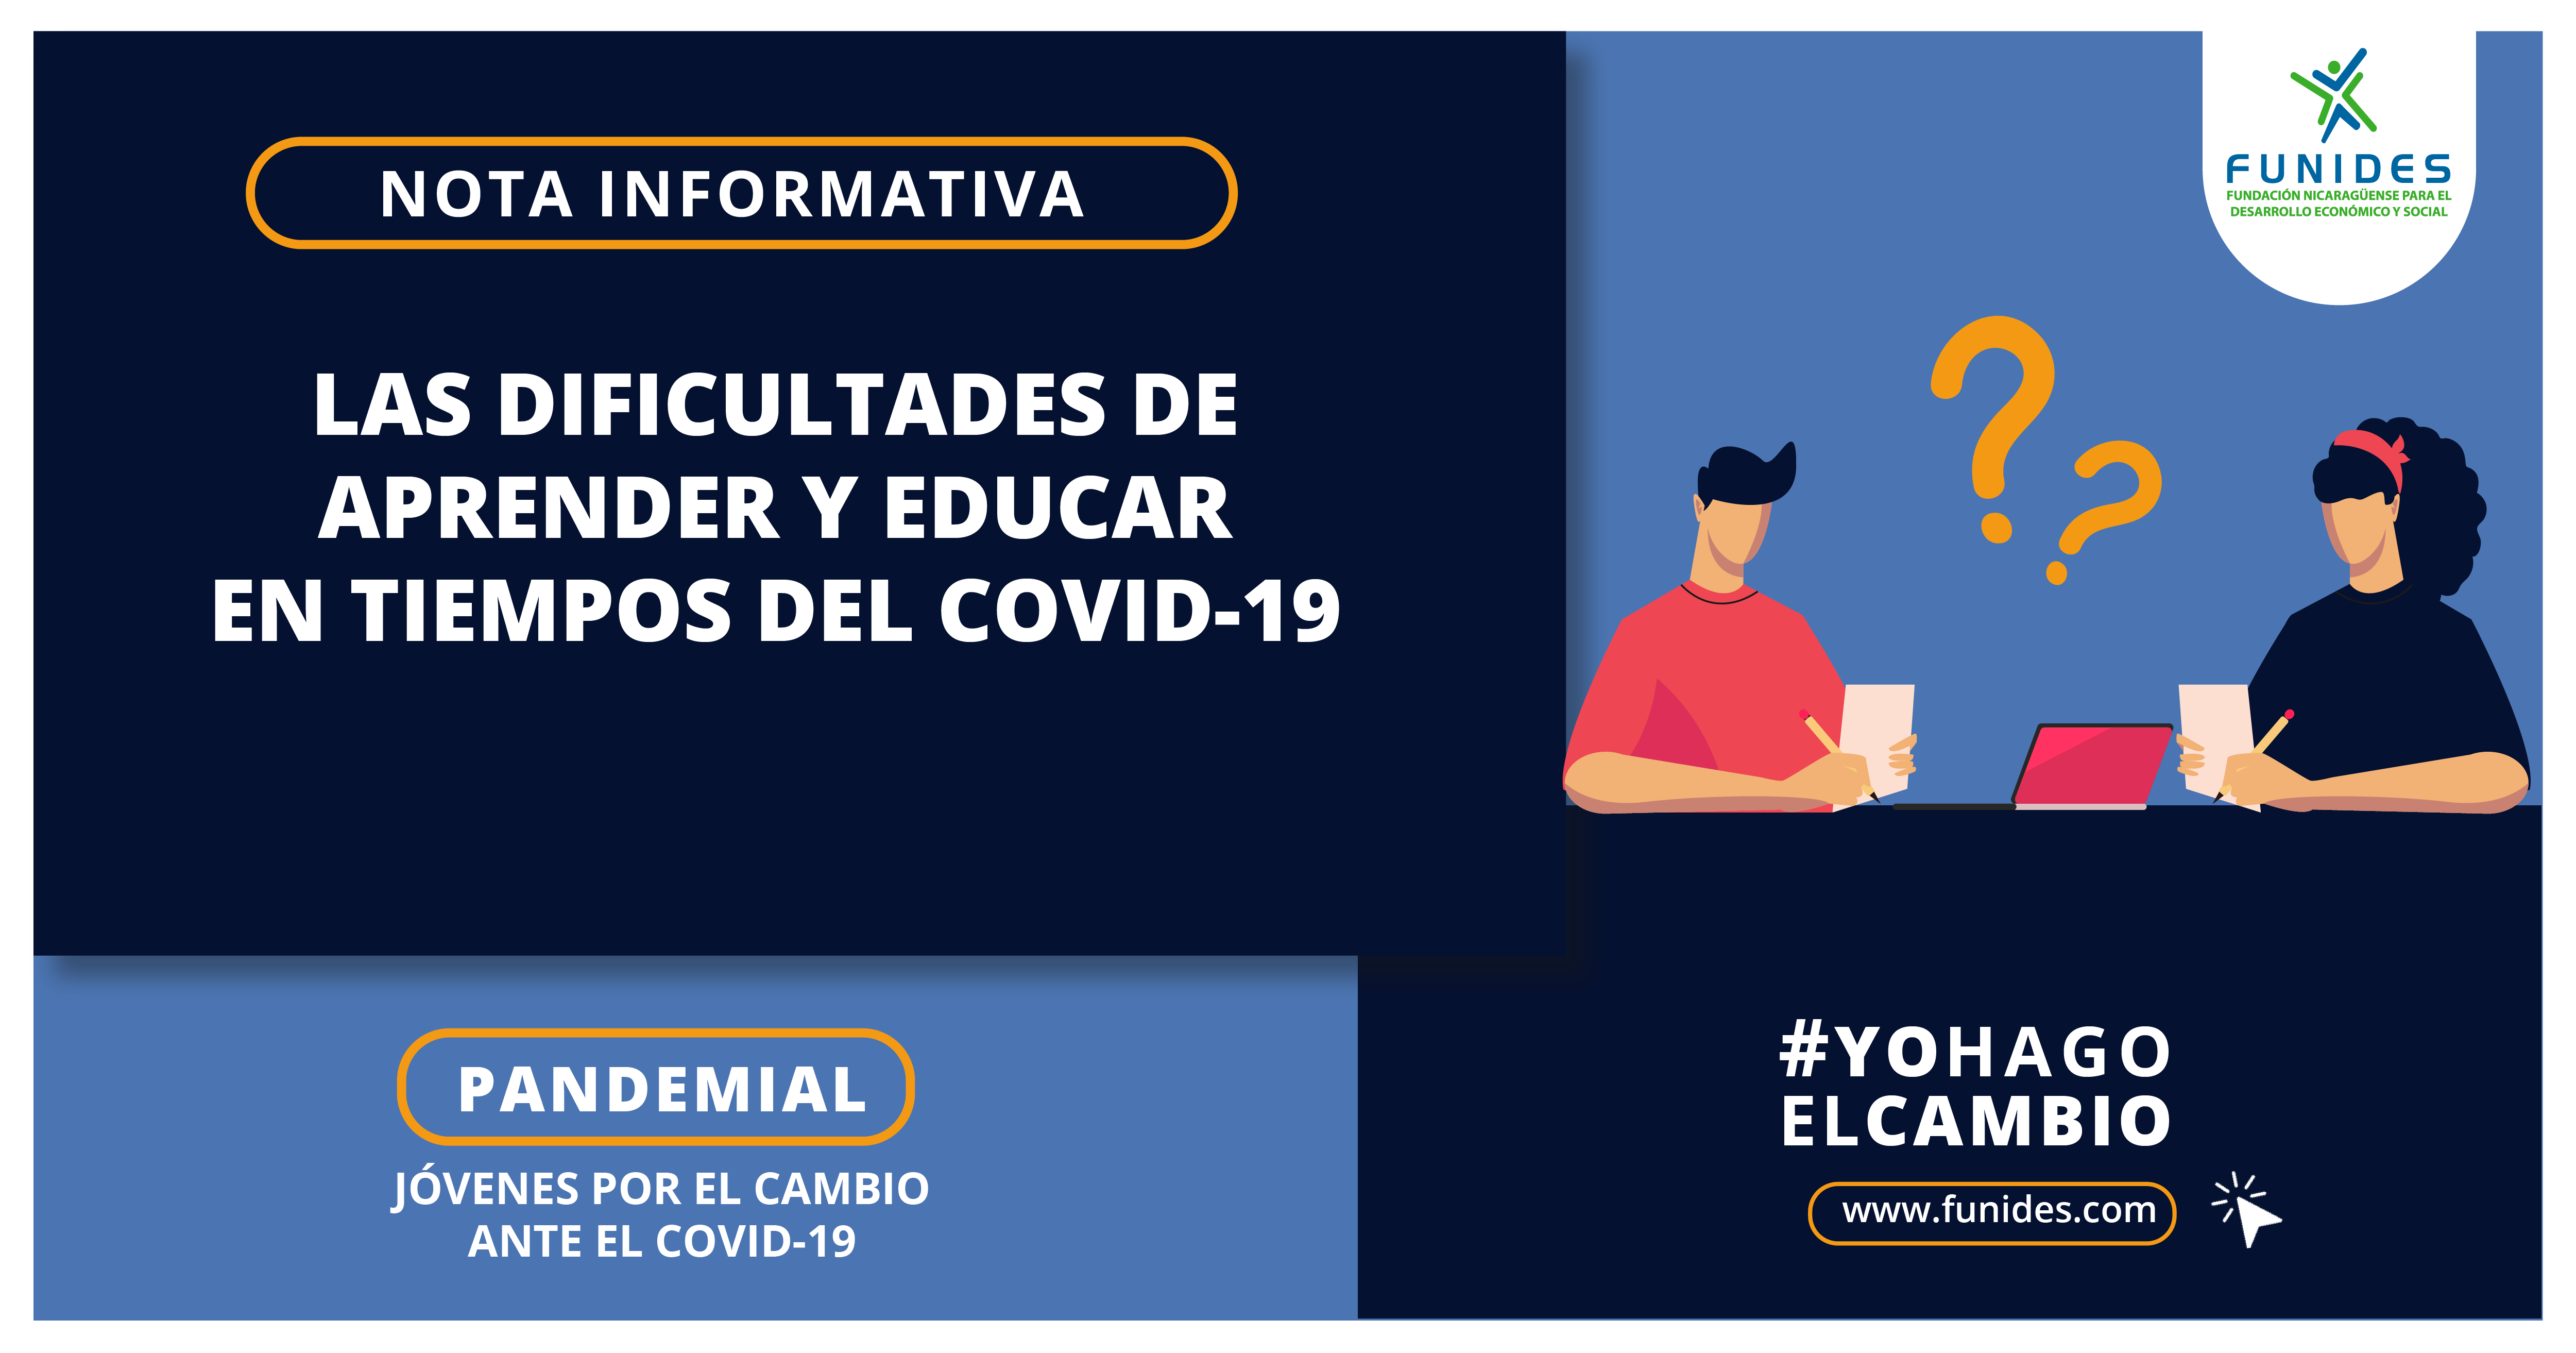 NOTA INFORMATIVA
LAS DIFICULTADES DE
APRENDER Y EDUCAR
EN TIEMPOS DEL COVID-19
FUNIDES
FUNDACIÓN NICARAGÜENSE PARA EL
DESARROLLO ECONÓMICO Y SOCIAL
PANDEMIAL
JÓVENES POR EL CAMBIO
ANTE EL COVID-19
#YOHAGO
ELCAMBIO
www.funides.com